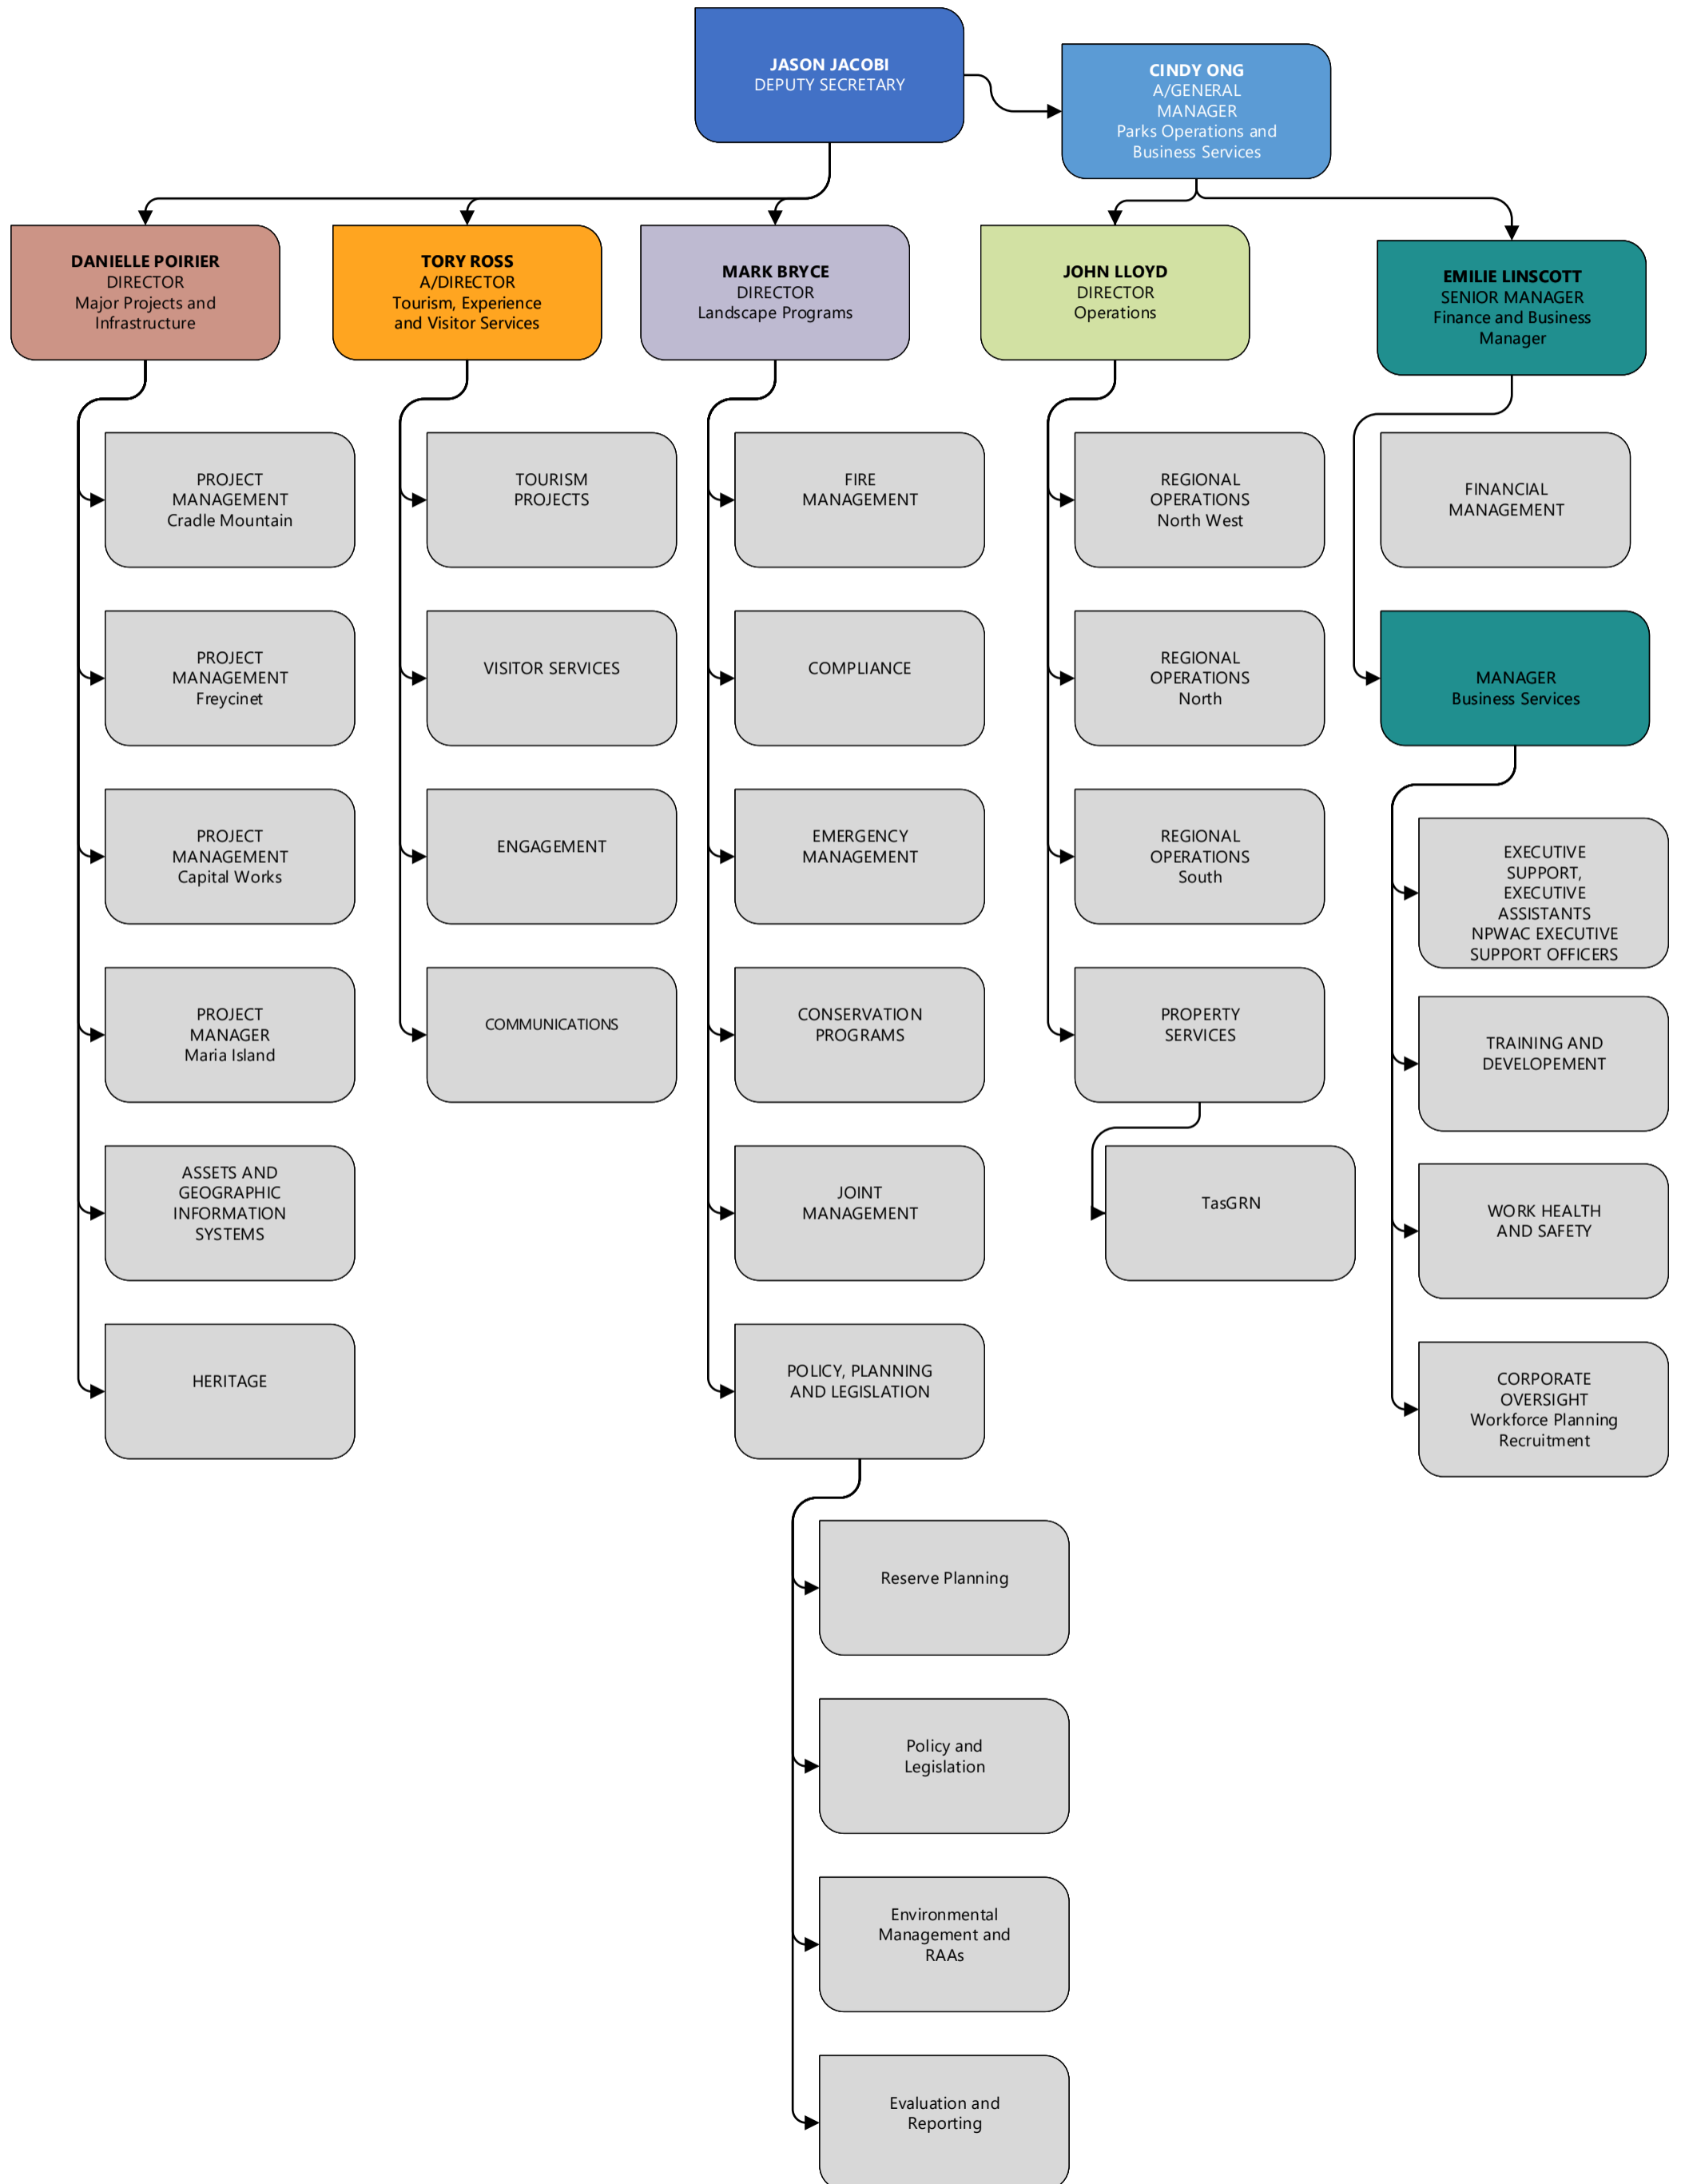 JASON JACOBI
DEPUTY SECRETARY
CINDY ONG
A/GENERAL
MANAGER
Parks Operations and
Business Services
DANIELLE POIRIER
DIRECTOR
Major Projects and
Infrastructure
TORY ROSS
A/DIRECTOR
Tourism, Experience
and Visitor Services
MARK BRYCE
DIRECTOR
Landscape Programs
JOHN LLOYD
DIRECTOR
Operations
EMILIE LINSCOTT
SENIOR MANAGER
Finance and Business
Manager
PROJECT
MANAGEMENT
Cradle Mountain
PROJECT
MANAGEMENT
Freycinet
PROJECT
MANAGEMENT
Capital Works
PROJECT
MANAGER
Maria Island
ASSETS AND
GEOGRAPHIC
INFORMATION
SYSTEMS
HERITAGE
TOURISM
PROJECTS
VISITOR SERVICES
ENGAGEMENT
COMMUNICATIONS
FIRE
MANAGEMENT
COMPLIANCE
EMERGENCY
MANAGEMENT
CONSERVATION
PROGRAMS
JOINT
MANAGEMENT
POLICY, PLANNING
AND LEGISLATION
Reserve Planning
Policy and
Legislation
Environmental
Management and
RAAs
Evaluation and
Reporting
REGIONAL
OPERATIONS
North West
REGIONAL
OPERATIONS
North
REGIONAL
OPERATIONS
South
PROPERTY
SERVICES
TasGRN
FINANCIAL
MANAGEMENT
MANAGER
Business Services
EXECUTIVE
SUPPORT,
EXECUTIVE
ASSISTANTS
NPWAC EXECUTIVE
SUPPORT OFFICERS
TRAINING AND
DEVELOPEMENT
WORK HEALTH
AND SAFETY
CORPORATE
OVERSIGHT
Workforce Planning
Recruitment